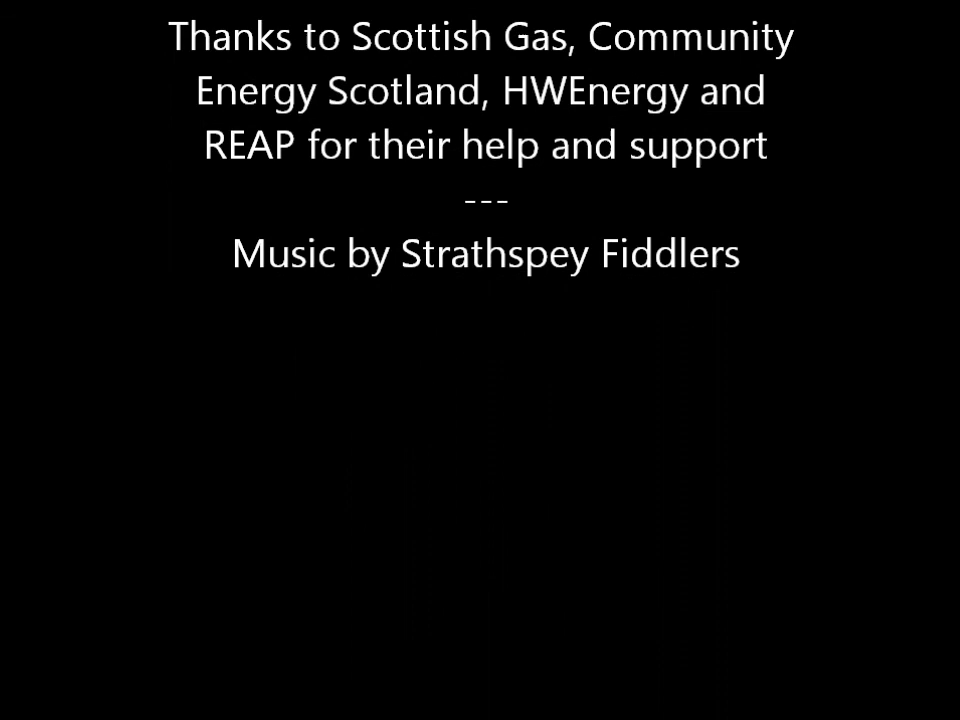 Thanks to Scottish Gas, Community
Energy Scotland, HWEnergy and
REAP for their help and support
---
Music by Strathspey Fiddlers